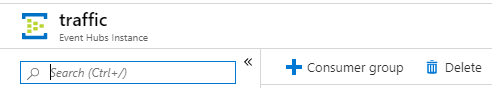 traffic
Event Hubs Instance
Search (Ctrl+/)
«
Consumer group
Delete